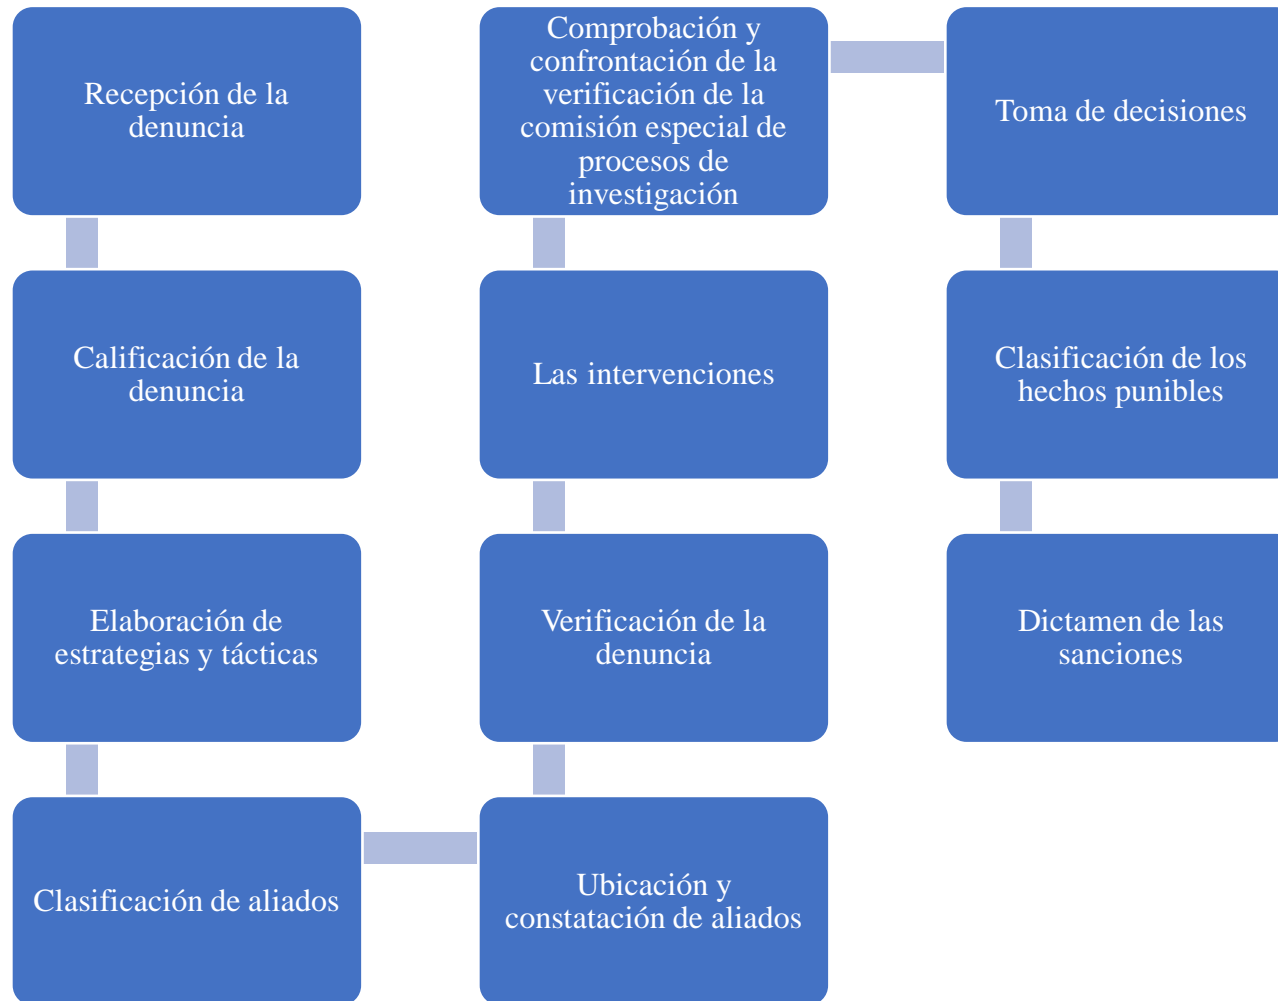 Recepción de la
denuncia
Calificación de la
denuncia
Elaboración de
estrategias y tácticas
Clasificación de aliados
Ubicación y
constatación de aliados
Verificación de la
denuncia
Las intervenciones
Comprobación y
confrontación de la
verificación de la
comisión especial de
procesos de
investigación
Toma de decisiones
Clasificación de los
hechos punibles
Dictamen de las
sanciones